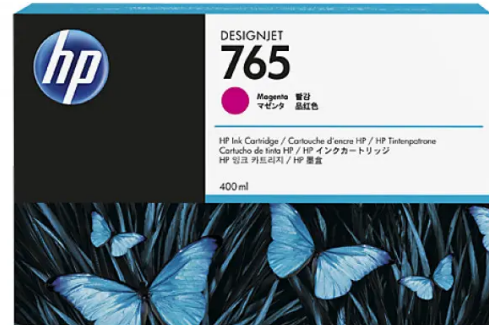 hp
DESIGNJET
765
Magenta 빨강
マゼンタ 品紅色
HP Ink Cartridge / Cartouche d'encre HP / HP Tintenpatrone
Cartucho de tinta HP / HP インクカートリッジ
HP 잉크 카트리지 / HP 墨盒
400 ml